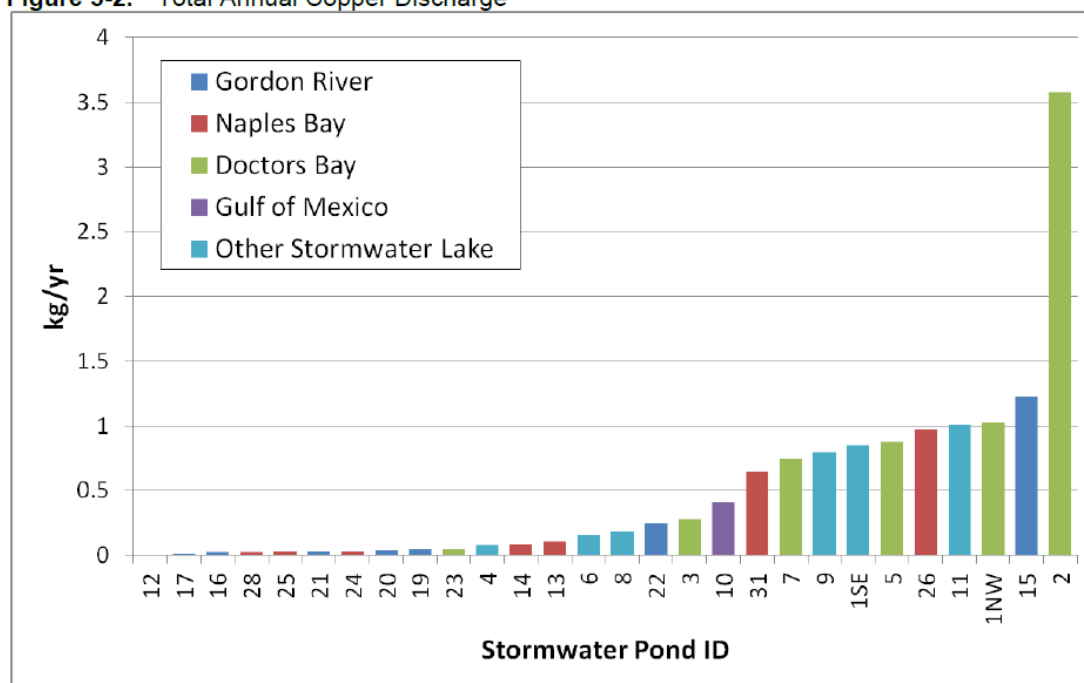 Figure 3-2. Total Annual Copper Discharge
4
3.5
3
2.5
2
1.5
1
0.5
0
kg/yr
Gordon River
Naples Bay
Doctors Bay
Gulf of Mexico
Other Stormwater Lake
12 17 16 28 25 21 24 20 19 23 4 14 13 6 8 22 3 10 31 7 9 1SE 5 26 11 1NW 15 2
Stormwater Pond ID